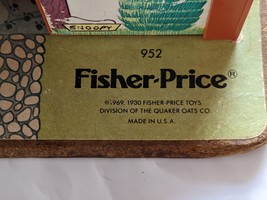 952
Fisher-Price®
©1969, 1930 FISHER-PRICE TOYS
DIVISION OF THE QUAKER OATS CO.
MADE IN U.S.A.